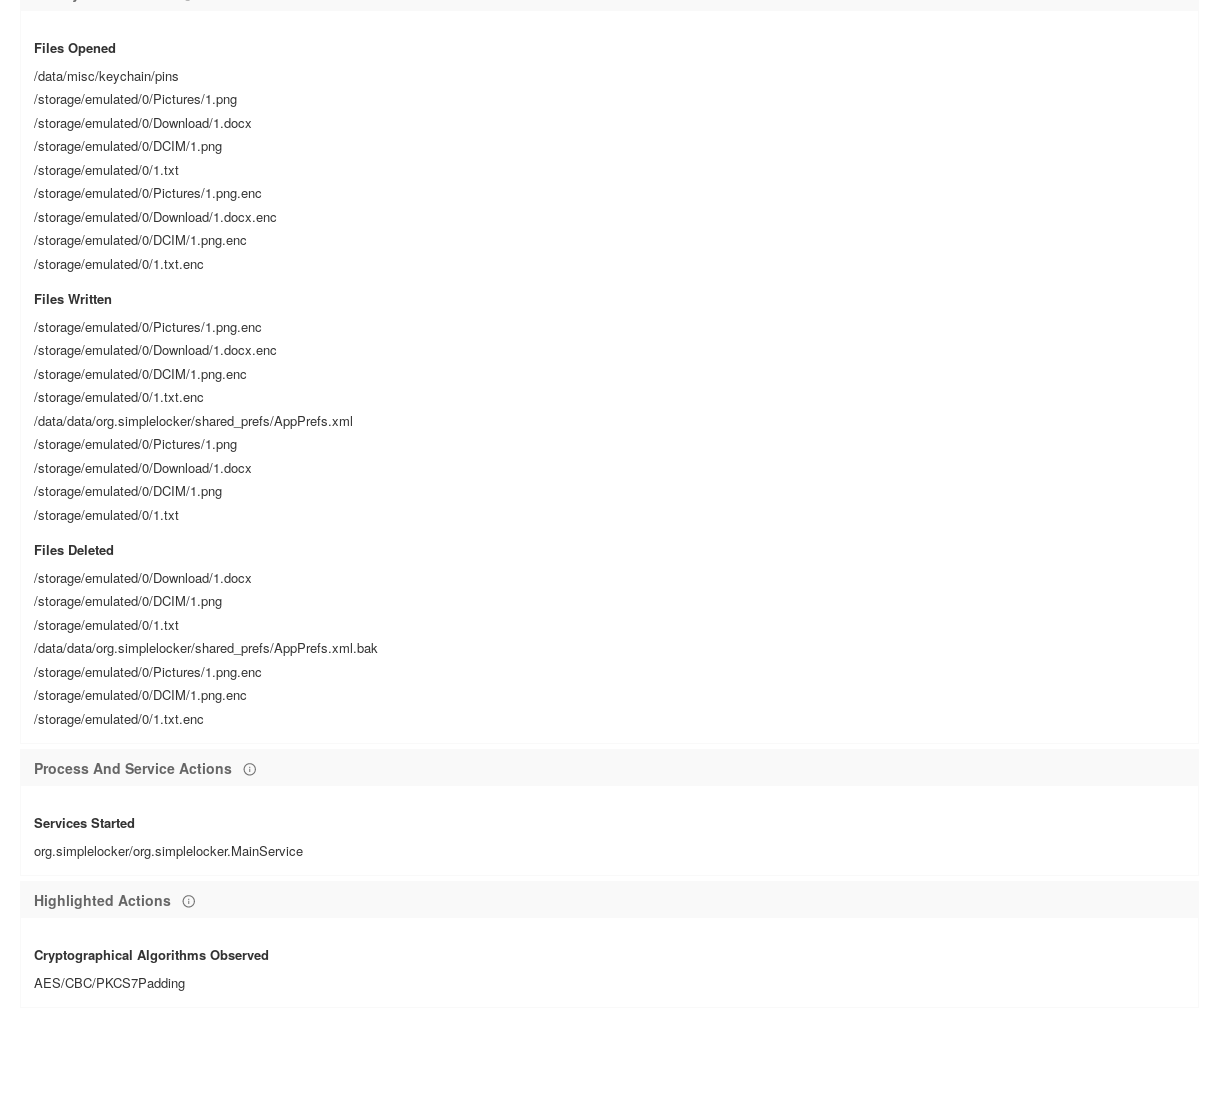 Files Opened
/data/misc/keychain/pins
/storage/emulated/0/Pictures/1.png
/storage/emulated/0/Download/1.docx
/storage/emulated/0/DCIM/1.png
/storage/emulated/0/1.txt
/storage/emulated/0/Pictures/1.png.enc
/storage/emulated/0/Download/1.docx.enc
/storage/emulated/0/DCIM/1.png.enc
/storage/emulated/0/1.txt.enc
Files Written
/storage/emulated/0/Pictures/1.png.enc
/storage/emulated/0/Download/1.docx.enc
/storage/emulated/0/DCIM/1.png.enc
/storage/emulated/0/1.txt.enc
/data/data/org.simplelocker/shared_prefs/AppPrefs.xml
/storage/emulated/0/Pictures/1.png
/storage/emulated/0/Download/1.docx
/storage/emulated/0/DCIM/1.png
/storage/emulated/0/1.txt
Files Deleted
/storage/emulated/0/Download/1.docx
/storage/emulated/0/DCIM/1.png
/storage/emulated/0/1.txt
/data/data/org.simplelocker/shared_prefs/AppPrefs.xml.bak
/storage/emulated/0/Pictures/1.png.enc
/storage/emulated/0/DCIM/1.png.enc
/storage/emulated/0/1.txt.enc
Process And Service Actions
Services Started
org.simplelocker/org.simplelocker.MainService
Highlighted Actions
Cryptographical Algorithms Observed
AES/CBC/PKCS7Padding